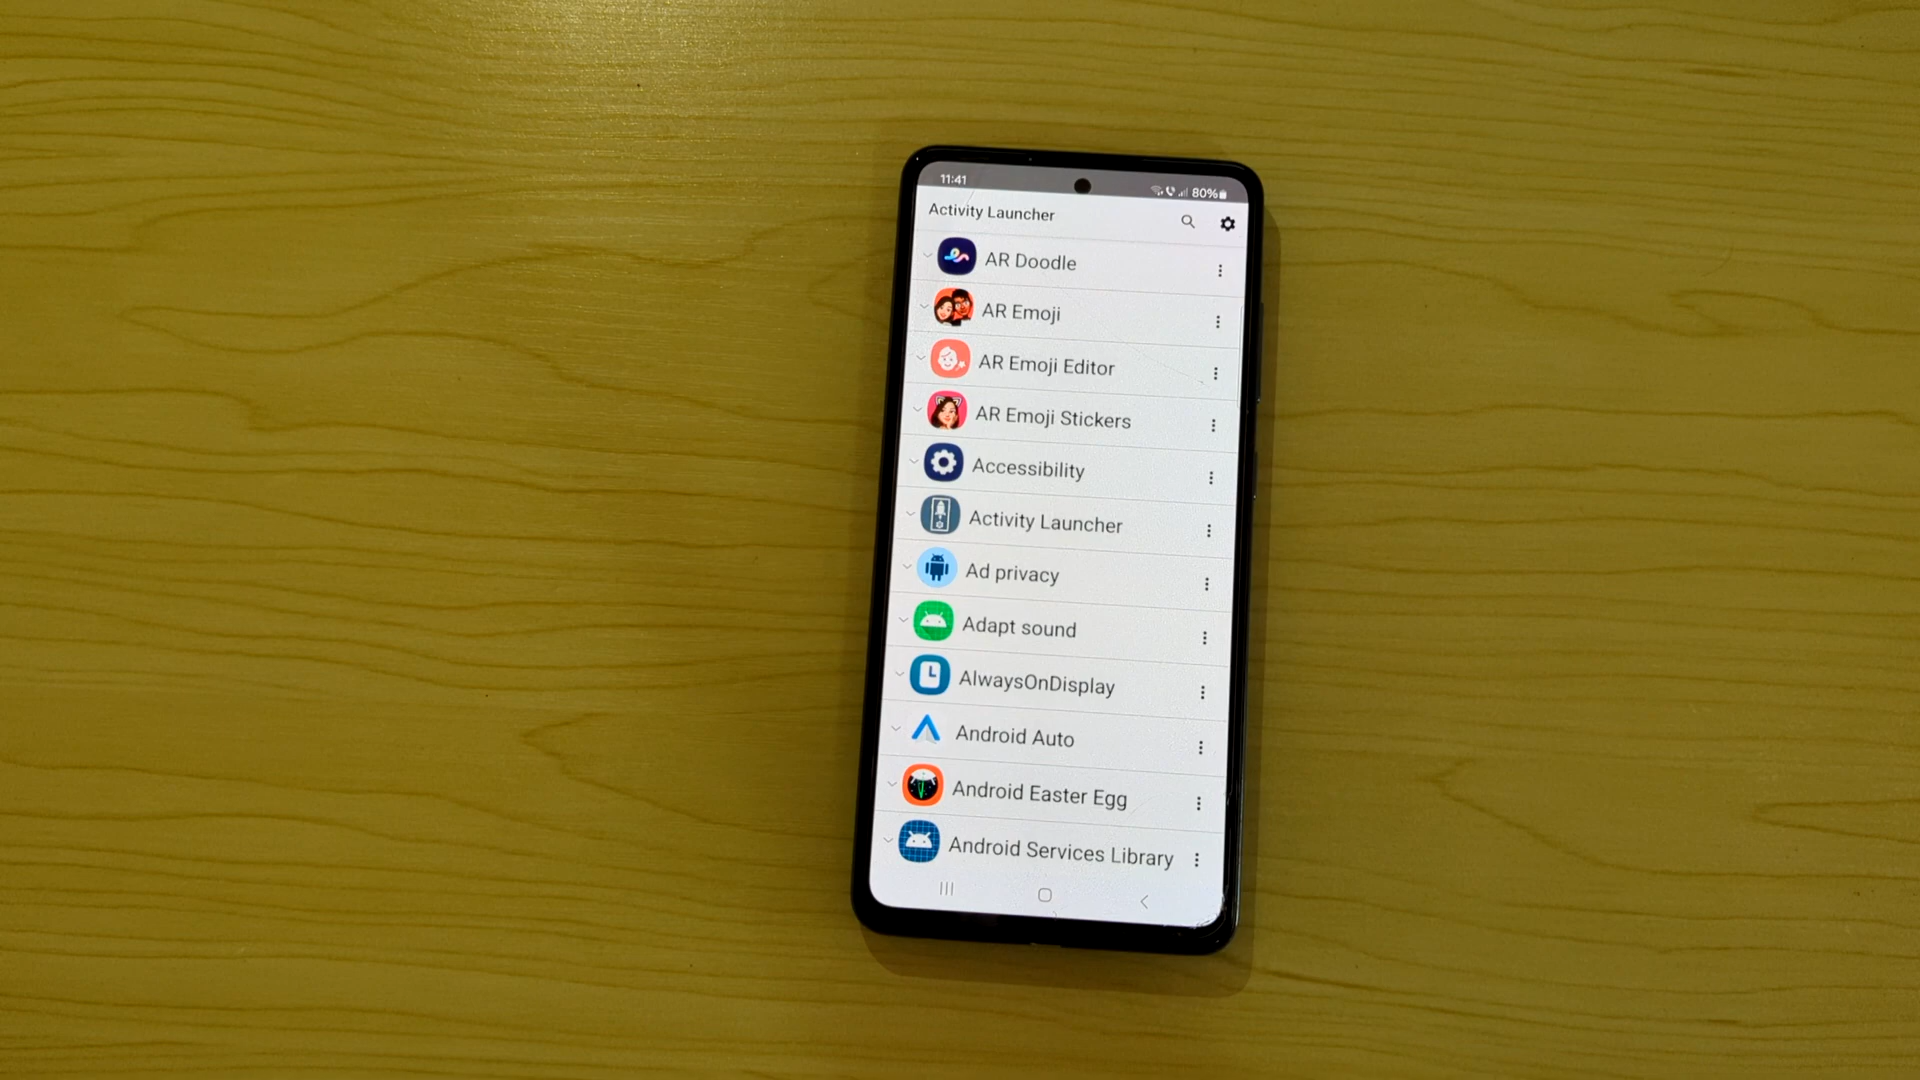 11:41 80%
Activity Launcher
AR Doodle
AR Emoji
AR Emoji Editor
AR Emoji Stickers
Accessibility
Activity Launcher
Ad privacy
Adapt sound
AlwaysOnDisplay
Android Auto
Android Easter Egg
Android Services Library